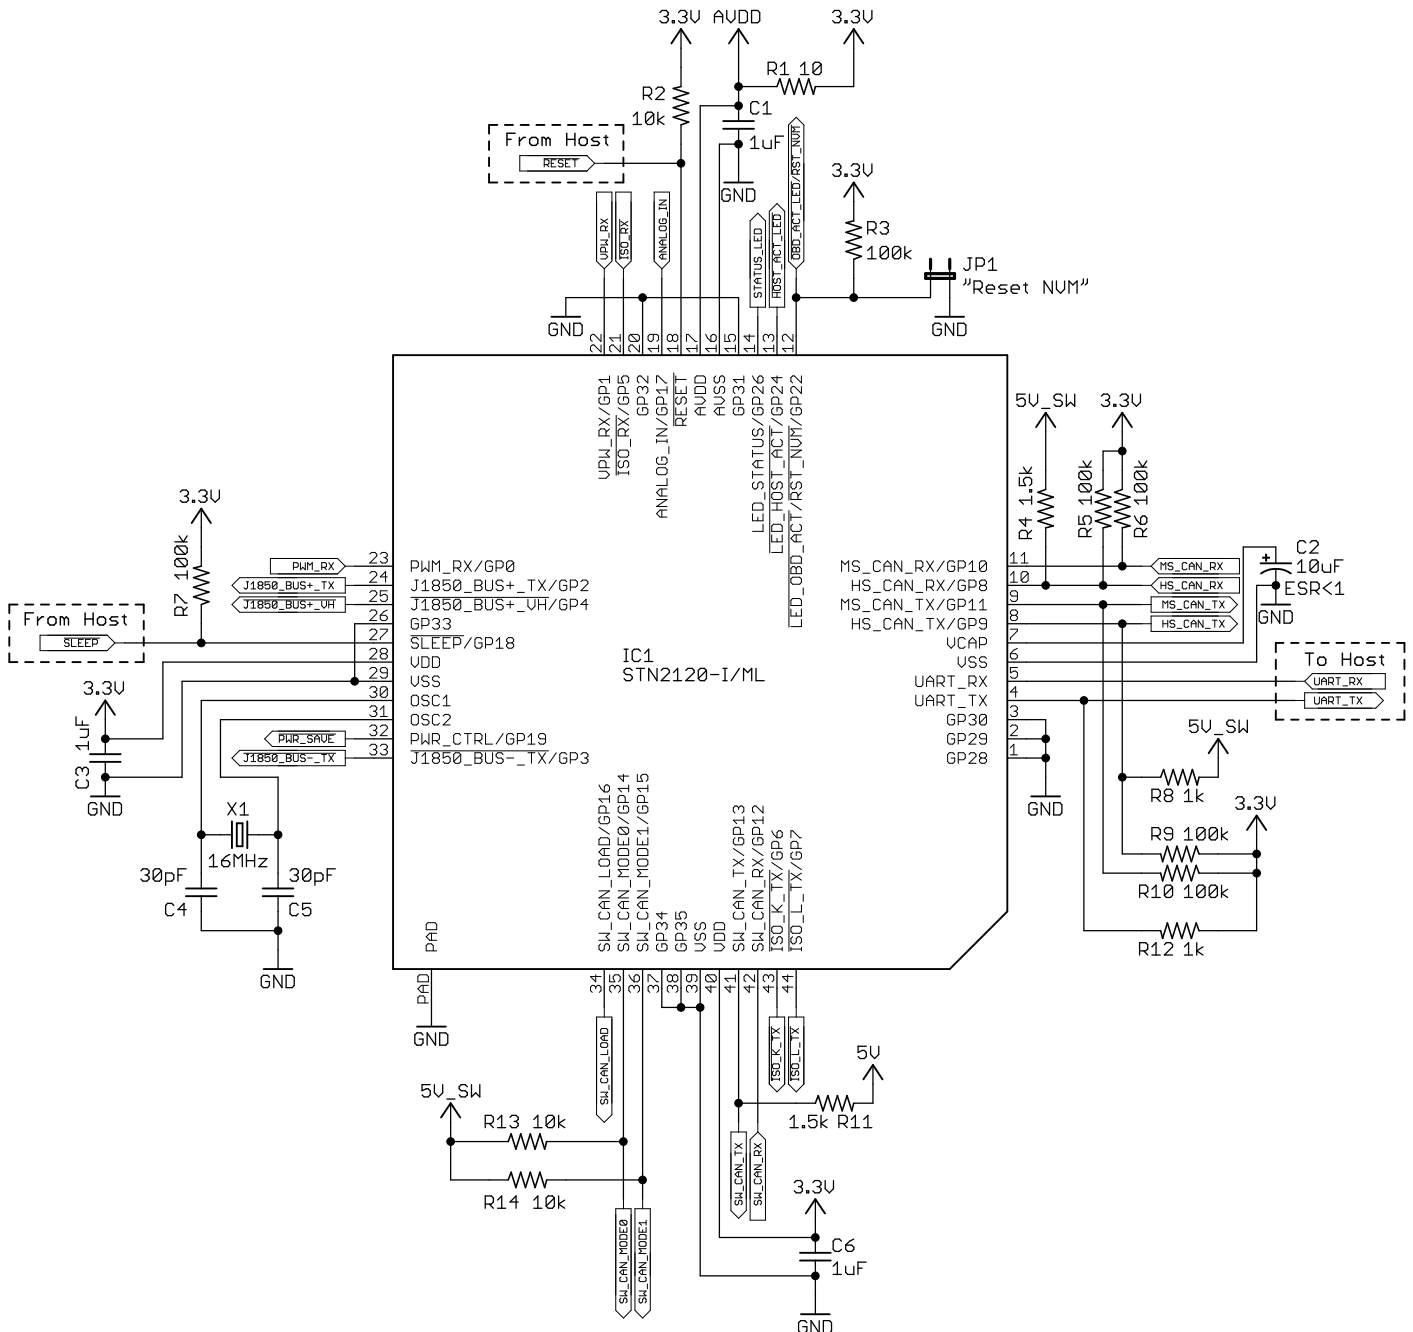 3.3V AVDD 3.3V
R1 10
R2
10k
C1
1uF
From Host
RESET
GND
3.3V
R3
100k
JP1
"Reset NVM"
GND
GND
VPW_RX
ISO_RX
ANALOG_IN
STATUS_LED
HOST_ACT_LED
OBD_ACT_LED/RST_NVM
22
21
20
19
18
17
16
15
14
13
12
VPW_RX/GP1
ISO_RX/GP5
GP32
ANALOG_IN/GP17
RESET
AVDD
AVSS
GP31
LED_STATUS/GP26
LED_HOST_ACT/GP24
LED_OBD_ACT/RST_NVM/GP22
5V_SW 3.3V
R4 1.5k
R5 100k
R6 100k
3.3V
R7 100k
From Host
SLEEP
PWM_RX 23 PWM_RX/GP0
J1850_BUS+_TX 24 J1850_BUS+_TX/GP2
J1850_BUS+_VH 25 J1850_BUS+_VH/GP4
26 GP33
27 SLEEP/GP18
28 VDD
29 VSS
30 OSC1
31 OSC2
PWR_SAVE 32 PWR_CTRL/GP19
J1850_BUS-_TX 33 J1850_BUS-_TX/GP3
IC1
STN2120-I/ML
MS_CAN_RX/GP10 11 MS_CAN_RX
HS_CAN_RX/GP8 10 HS_CAN_RX
MS_CAN_TX/GP11 9 MS_CAN_TX
HS_CAN_TX/GP9 8 HS_CAN_TX
VCAP 7
VSS 6
UART_RX 5
UART_TX 4
GP30 3
GP29 2
GP28 1
+
C2
10uF
ESR<1
GND
To Host
UART_RX
UART_TX
GND
5V_SW
R8 1k
3.3V
R9 100k
R10 100k
R12 1k
3.3V
C3 1uF
GND
X1
16MHz
30pF
C4
30pF
C5
GND
PAD
PAD
GND
SW_CAN_LOAD/GP16
SW_CAN_MODE0/GP14
SW_CAN_MODE1/GP15
GP34
GP35
VSS
VDD
SW_CAN_TX/GP13
SW_CAN_RX/GP12
ISO_K_TX/GP6
ISO_L_TX/GP7
34
35
36
37
38
39
40
41
42
43
44
SW_CAN_LOAD
ISO_K_TX
ISO_L_TX
5V
1.5k R11
5V_SW
R13 10k
R14 10k
SW_CAN_TX
SW_CAN_RX
SW_CAN_MODE0
SW_CAN_MODE1
3.3V
C6
1uF
GND